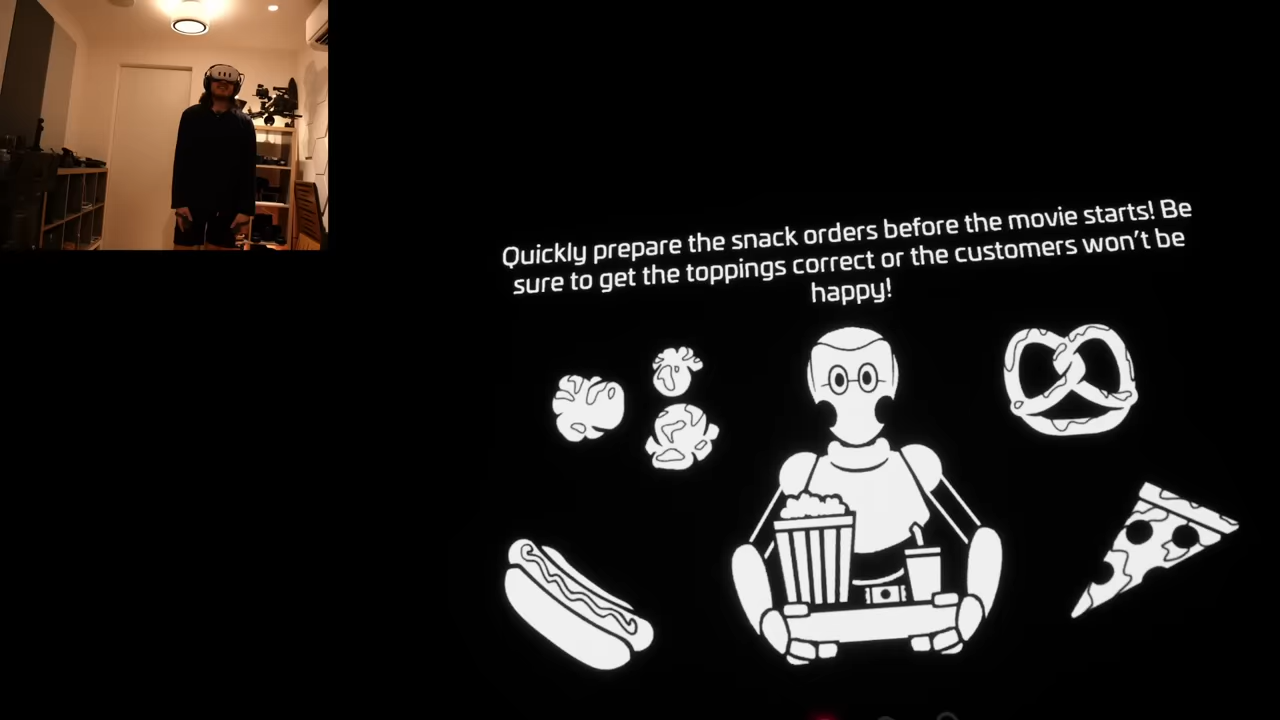 Quickly prepare the snack orders before the movie starts! Be
sure to get the toppings correct or the customers won't be
happy!